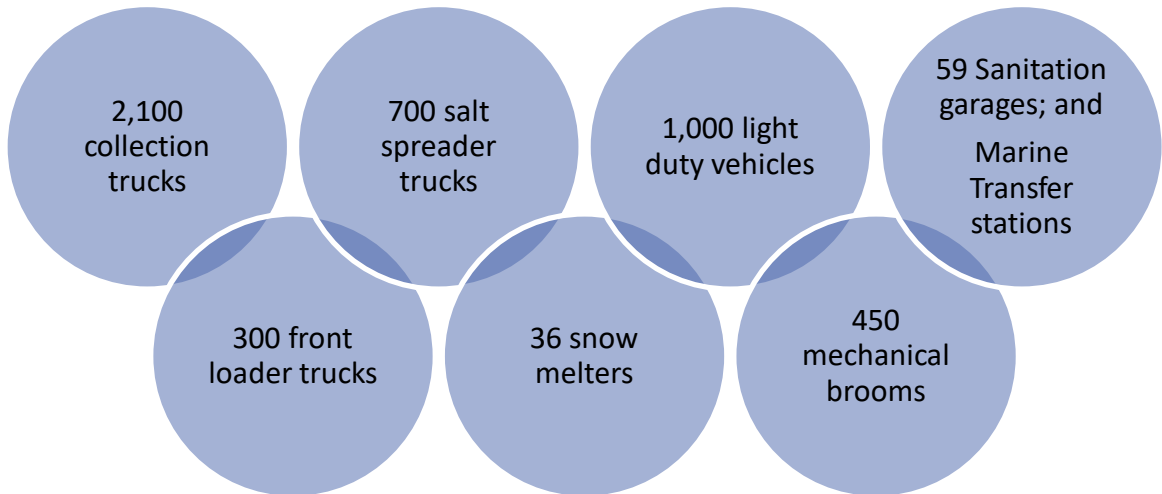 2,100
collection
trucks
300 front
loader trucks
700 salt
spreader
trucks
36 snow
melters
1,000 light
duty vehicles
450
mechanical
brooms
59 Sanitation
garages; and
Marine
Transfer
stations